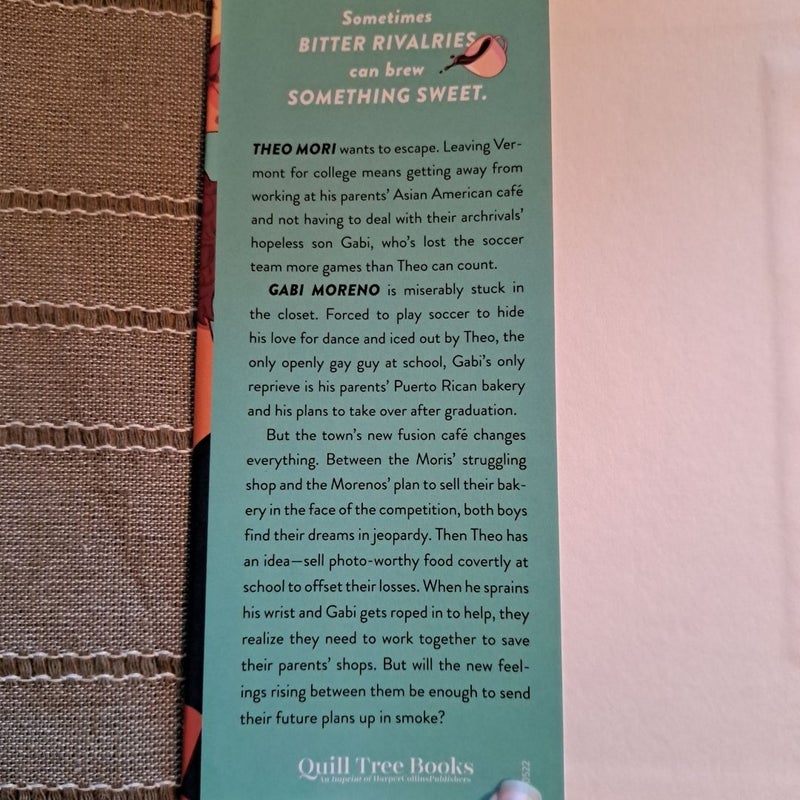 Sometimes
BITTER RIVALRIES
can brew
SOMETHING SWEET.
THEO MORI wants to escape. Leaving Ver-
mont for college means getting away from
working at his parents' Asian American café
and not having to deal with their archrivals'
hopeless son Gabi, who's lost the soccer
team more games than Theo can count.
GABI MORENO is miserably stuck in
the closet. Forced to play soccer to hide
his love for dance and iced out by Theo, the
only openly gay guy at school, Gabi's only
reprieve is his parents' Puerto Rican bakery
and his plans to take over after graduation.
But the town's new fusion café changes
everything. Between the Moris' struggling
shop and the Morenos' plan to sell their bak-
ery in the face of the competition, both boys
find their dreams in jeopardy. Then Theo has
an idea—sell photo-worthy food covertly at
school to offset their losses. When he sprains
his wrist and Gabi gets roped in to help, they
realize they need to work together to save
their parents' shops. But will the new feel-
ings rising between them be enough to send
their future plans up in smoke?
Quill Tree Books
An Imprint of HarperCollinsPublishers